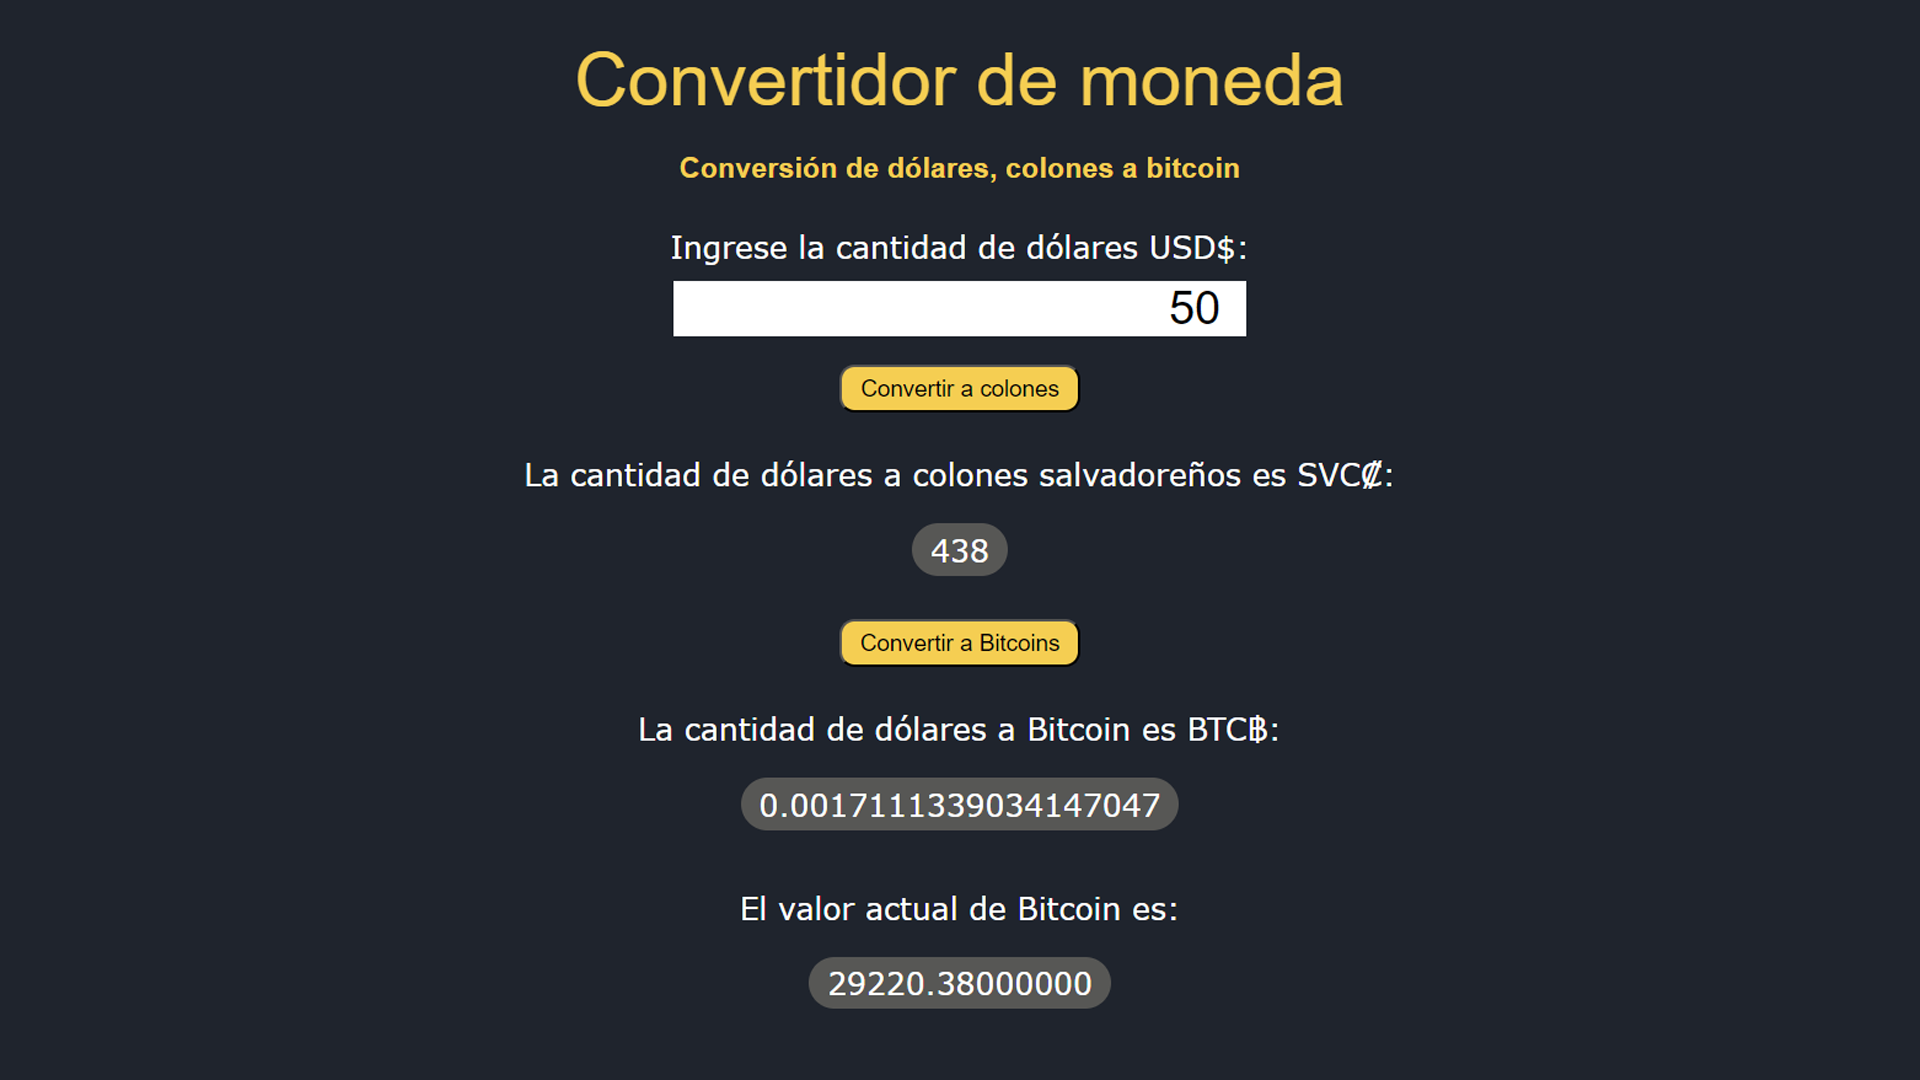 Convertidor de moneda
Conversión de dólares, colones a bitcoin
Ingrese la cantidad de dólares USD$:
50
Convertir a colones
La cantidad de dólares a colones salvadoreños es SVC₡:
438
Convertir a Bitcoins
La cantidad de dólares a Bitcoin es BTC฿:
0.0017111339034147047
El valor actual de Bitcoin es:
29220.38000000